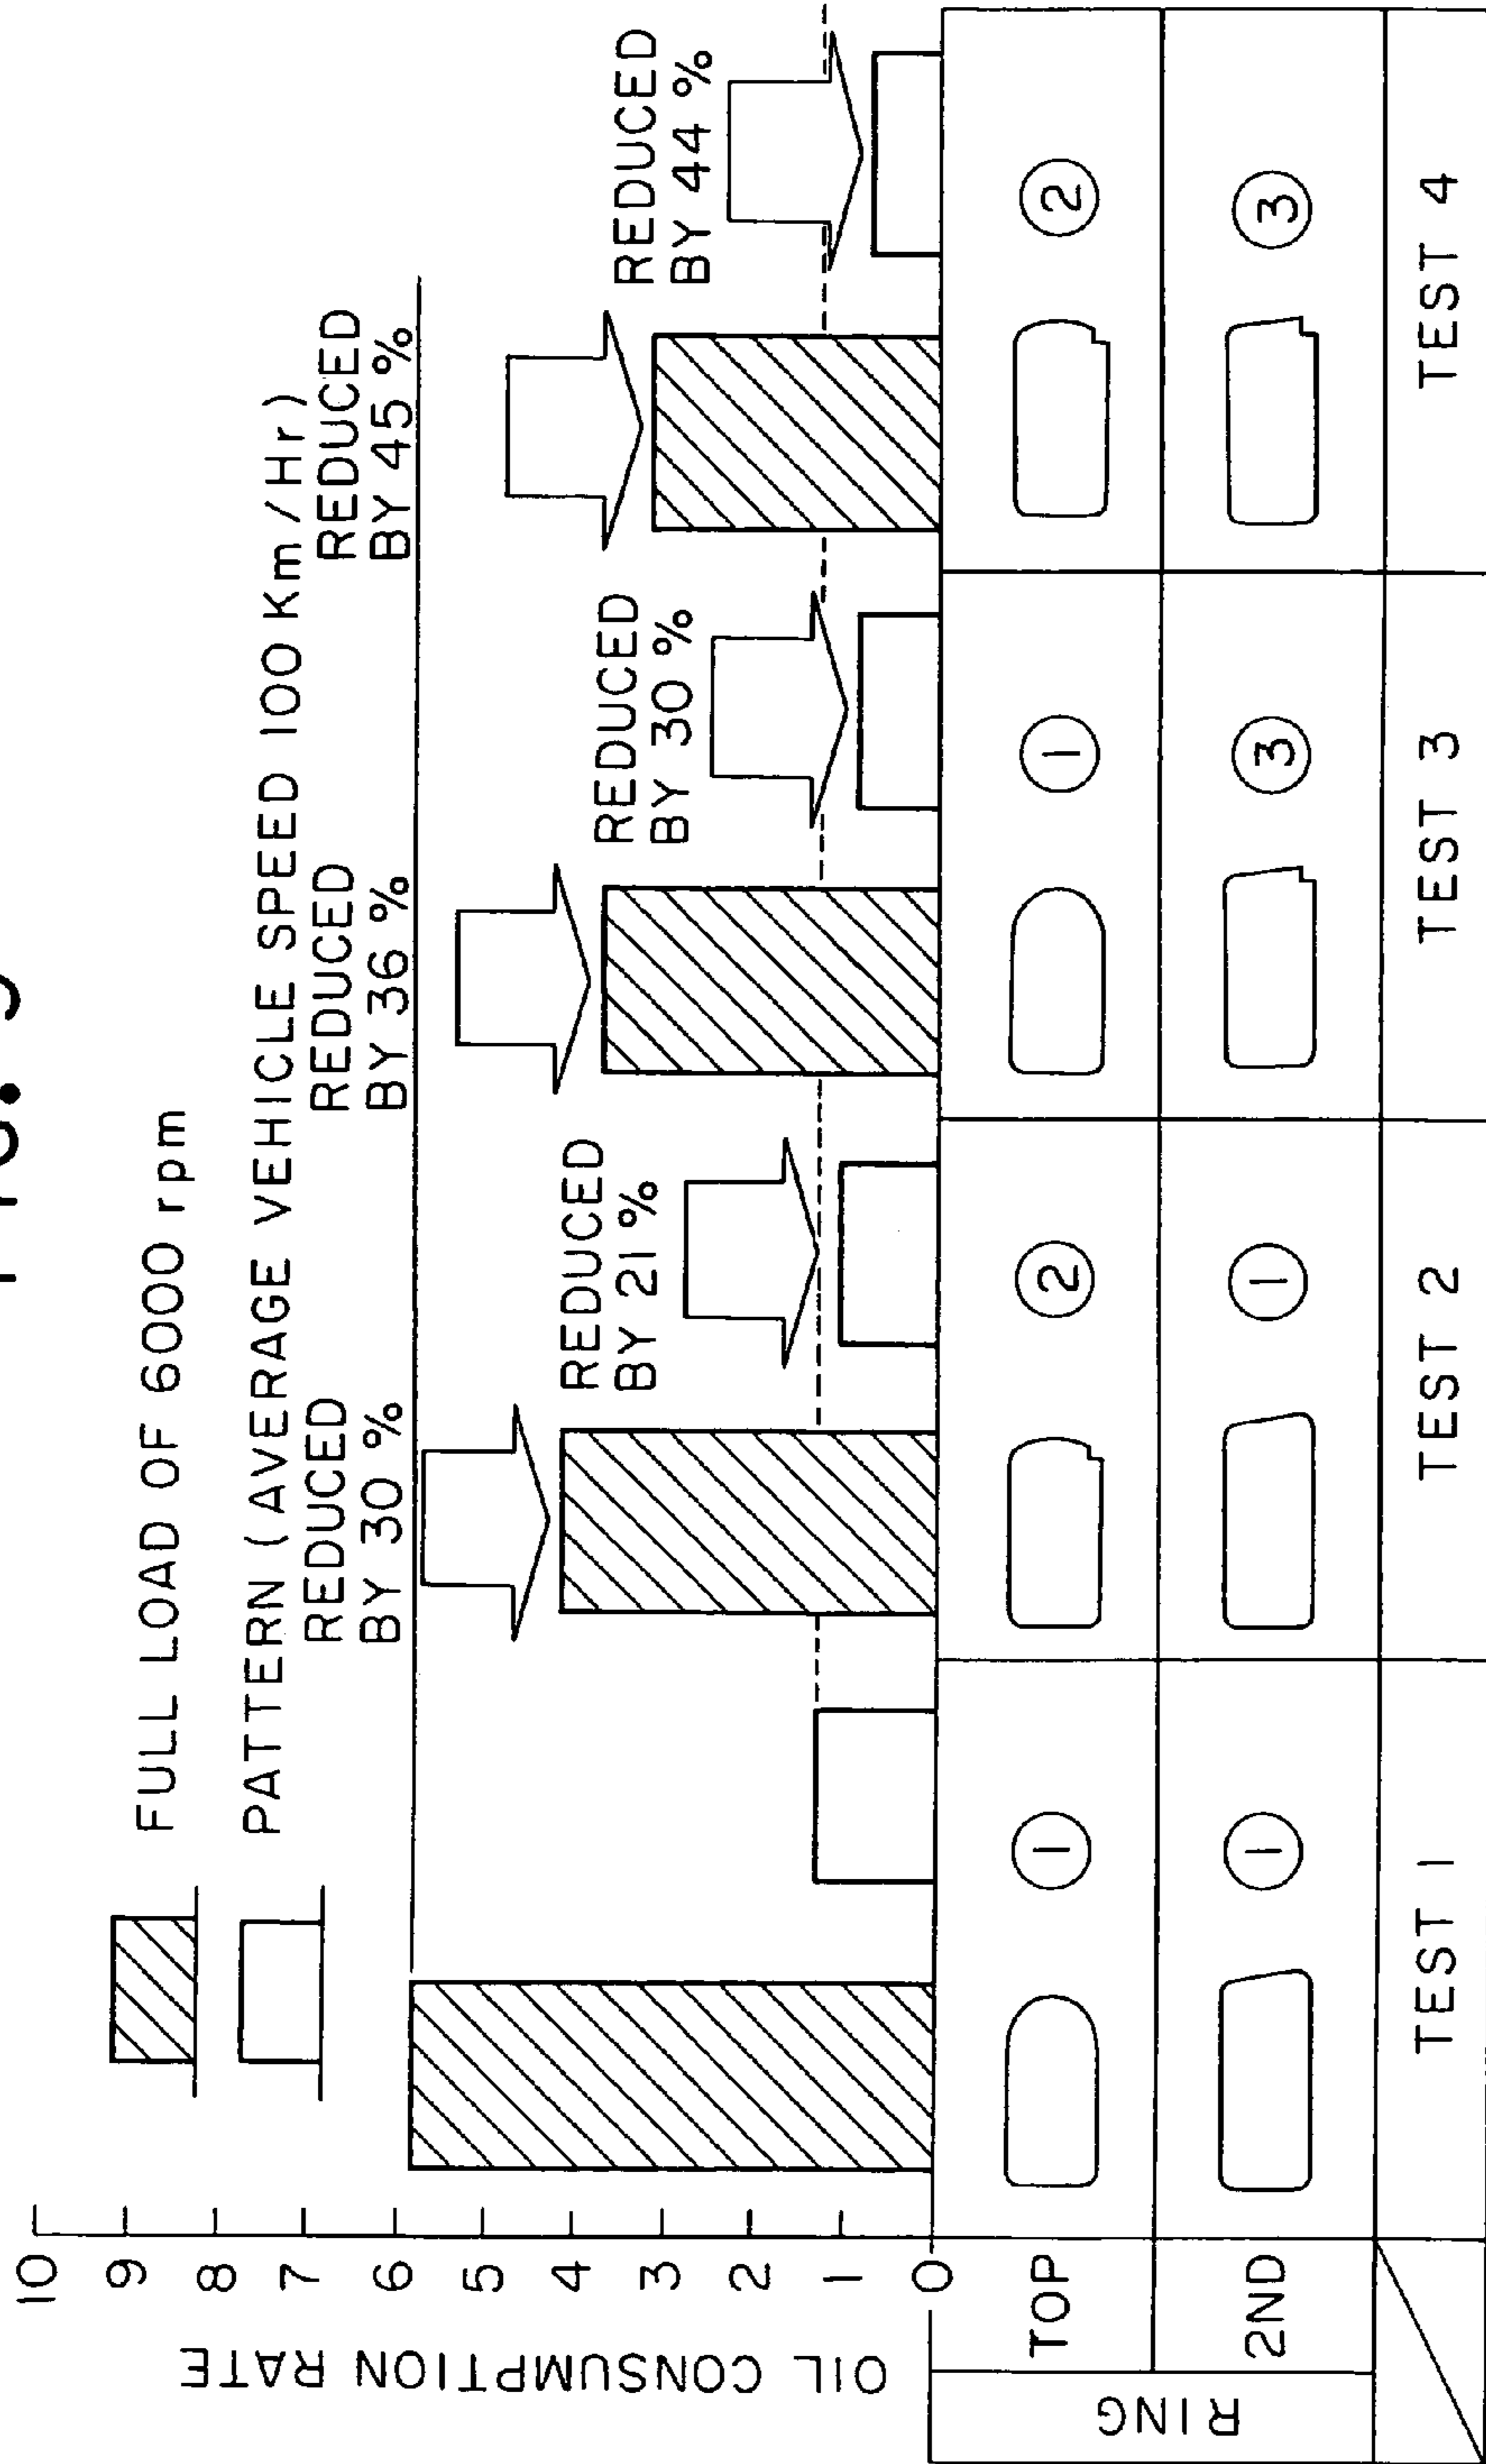 FULL LOAD OF 6000 rpm
PATTERN (AVERAGE VEHICLE SPEED 100 Km/Hr)
OIL CONSUMPTION RATE
10
9
8
7
6
5
4
3
2
1
0
REDUCED
BY 30 %
REDUCED
BY 21 %
REDUCED
BY 36 %
REDUCED
BY 30 %
REDUCED
BY 45 %
REDUCED
BY 44 %
RING
TOP
① ② ① ②
2ND
① ① ③ ③
TEST 1 TEST 2 TEST 3 TEST 4